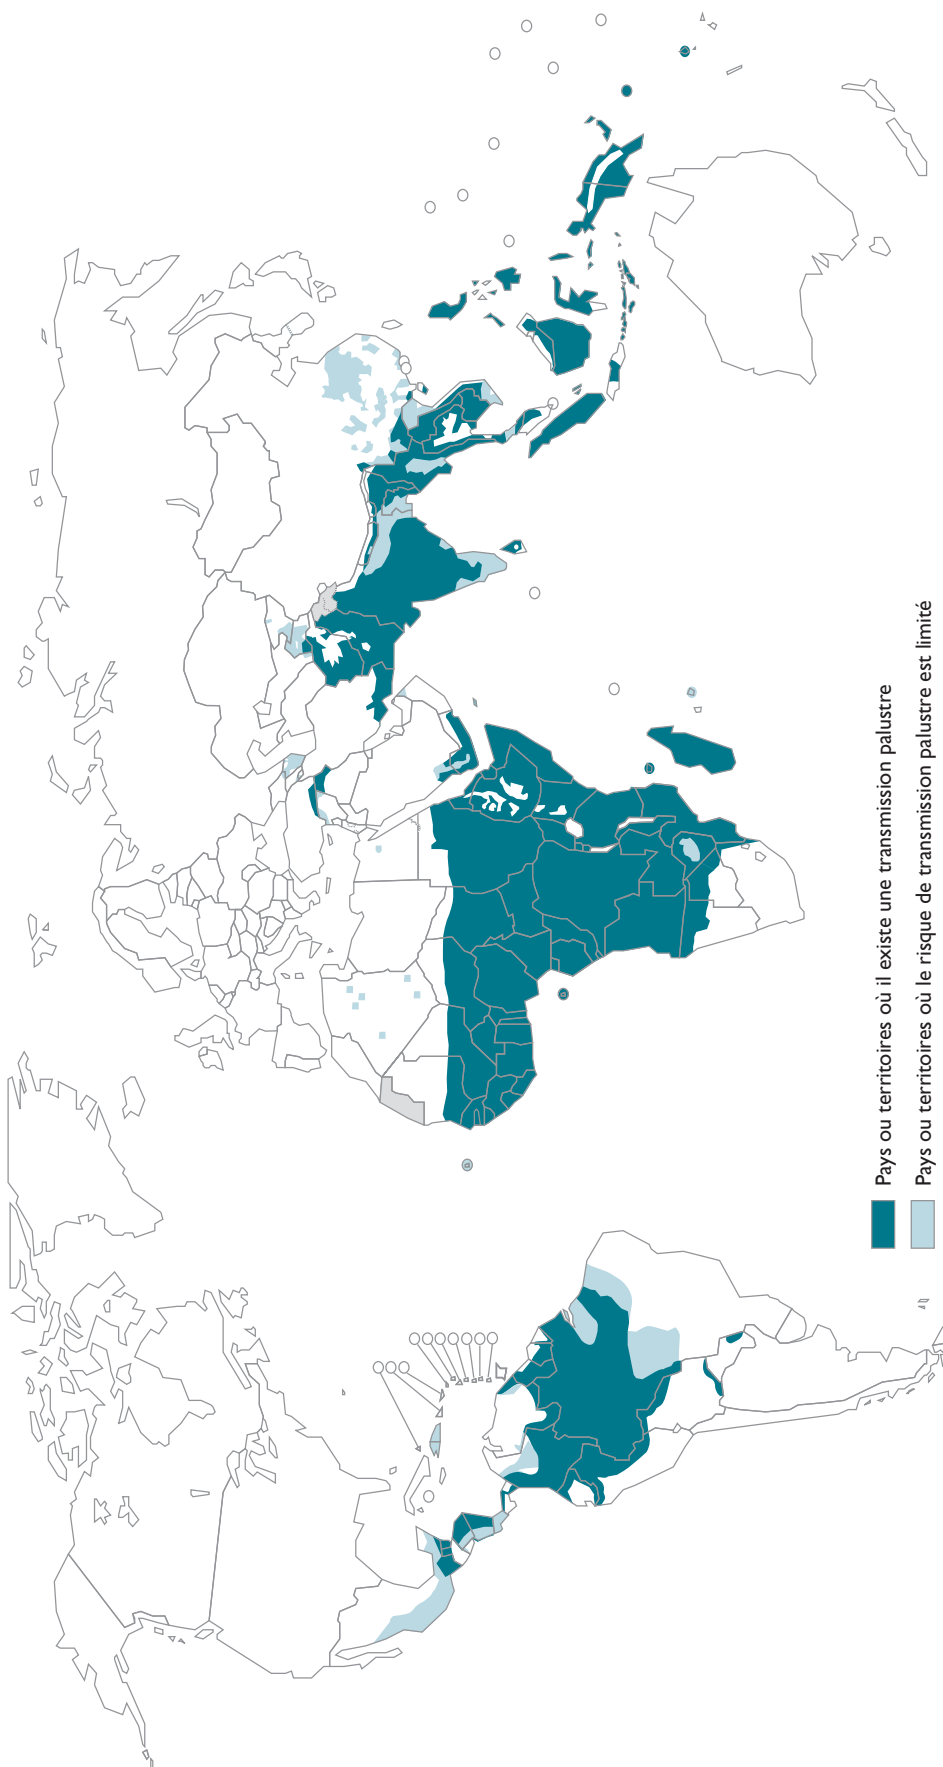 Pays ou territoires où il existe une transmission palustre
Pays ou territoires où le risque de transmission palustre est limité